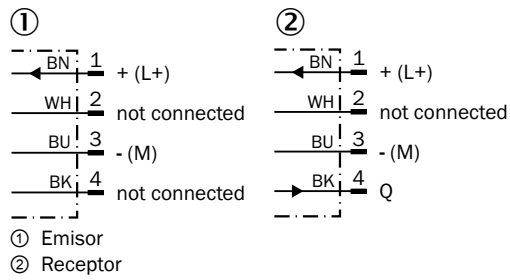 ①
BN 1 + (L+)
WH 2 not connected
BU 3 - (M)
BK 4 not connected
②
BN 1 + (L+)
WH 2 not connected
BU 3 - (M)
BK 4 Q
① Emisor
② Receptor